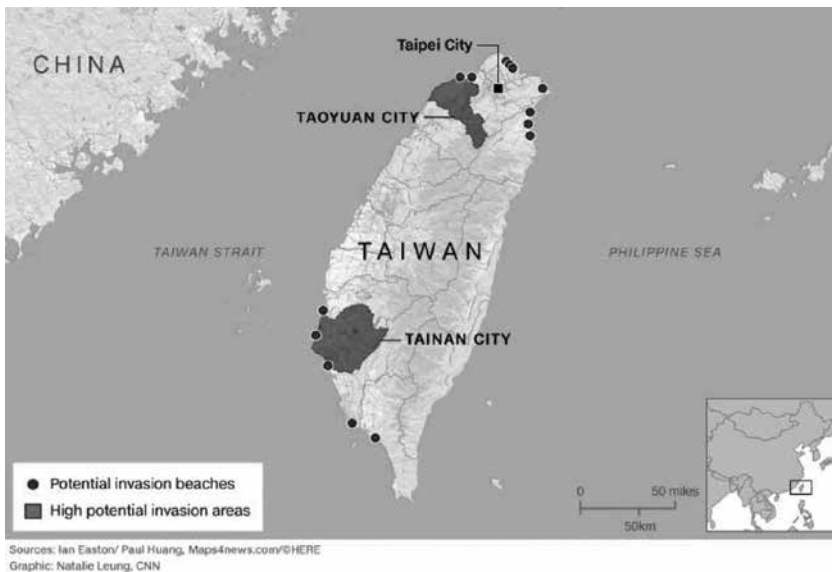 CHINA
Taipei City
TAOYUAN CITY
TAIWAN STRAIT
TAIWAN
PHILIPPINE SEA
TAINAN CITY
Potential invasion beaches
High potential invasion areas
0 50 miles
50km
Sources: Ian Easton/ Paul Huang, Maps4news.com/©HERE
Graphic: Natalie Leung, CNN